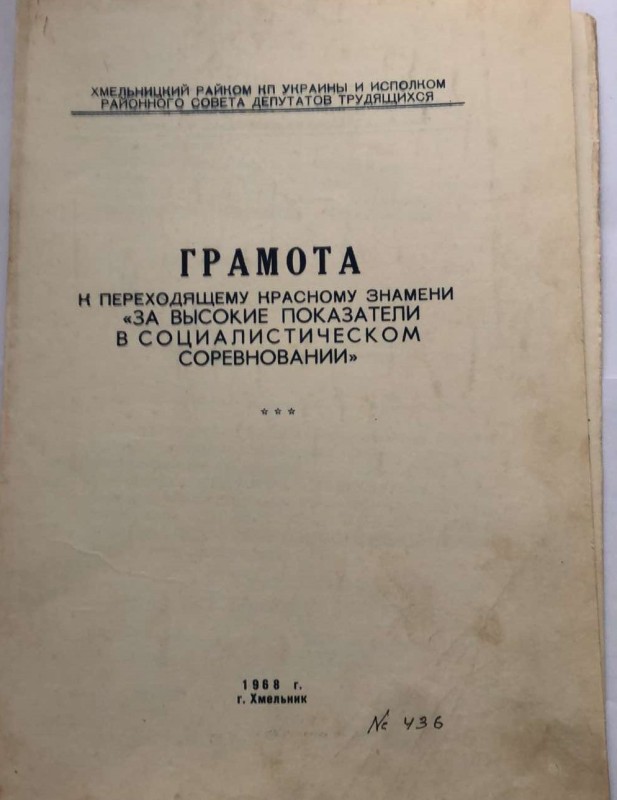 ХМЕЛЬНИЦКИЙ РАЙКОМ КП УКРАИНЫ И ИСПОЛКОМ
РАЙОННОГО СОВЕТА ДЕПУТАТОВ ТРУДЯЩИХСЯ
ГРАМОТА
К ПЕРЕХОДЯЩЕМУ КРАСНОМУ ЗНАМЕНИ
«ЗА ВЫСОКИЕ ПОКАЗАТЕЛИ
В СОЦИАЛИСТИЧЕСКОМ
СОРЕВНОВАНИИ»
* * *
1968 г.
г. Хмельник
№ 436